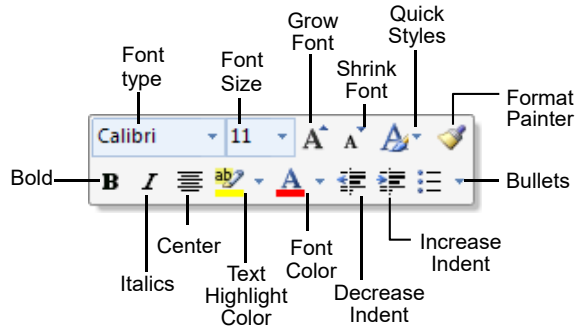 Quick
Styles
Grow
Font
Font
type
Font
Size
Shrink
Font
Format
Painter
Calibri
11
A
A
A
Bold
B
I
ab
A
Bullets
Center
Italics
Text
Highlight
Color
Font
Color
Decrease
Indent
Increase
Indent